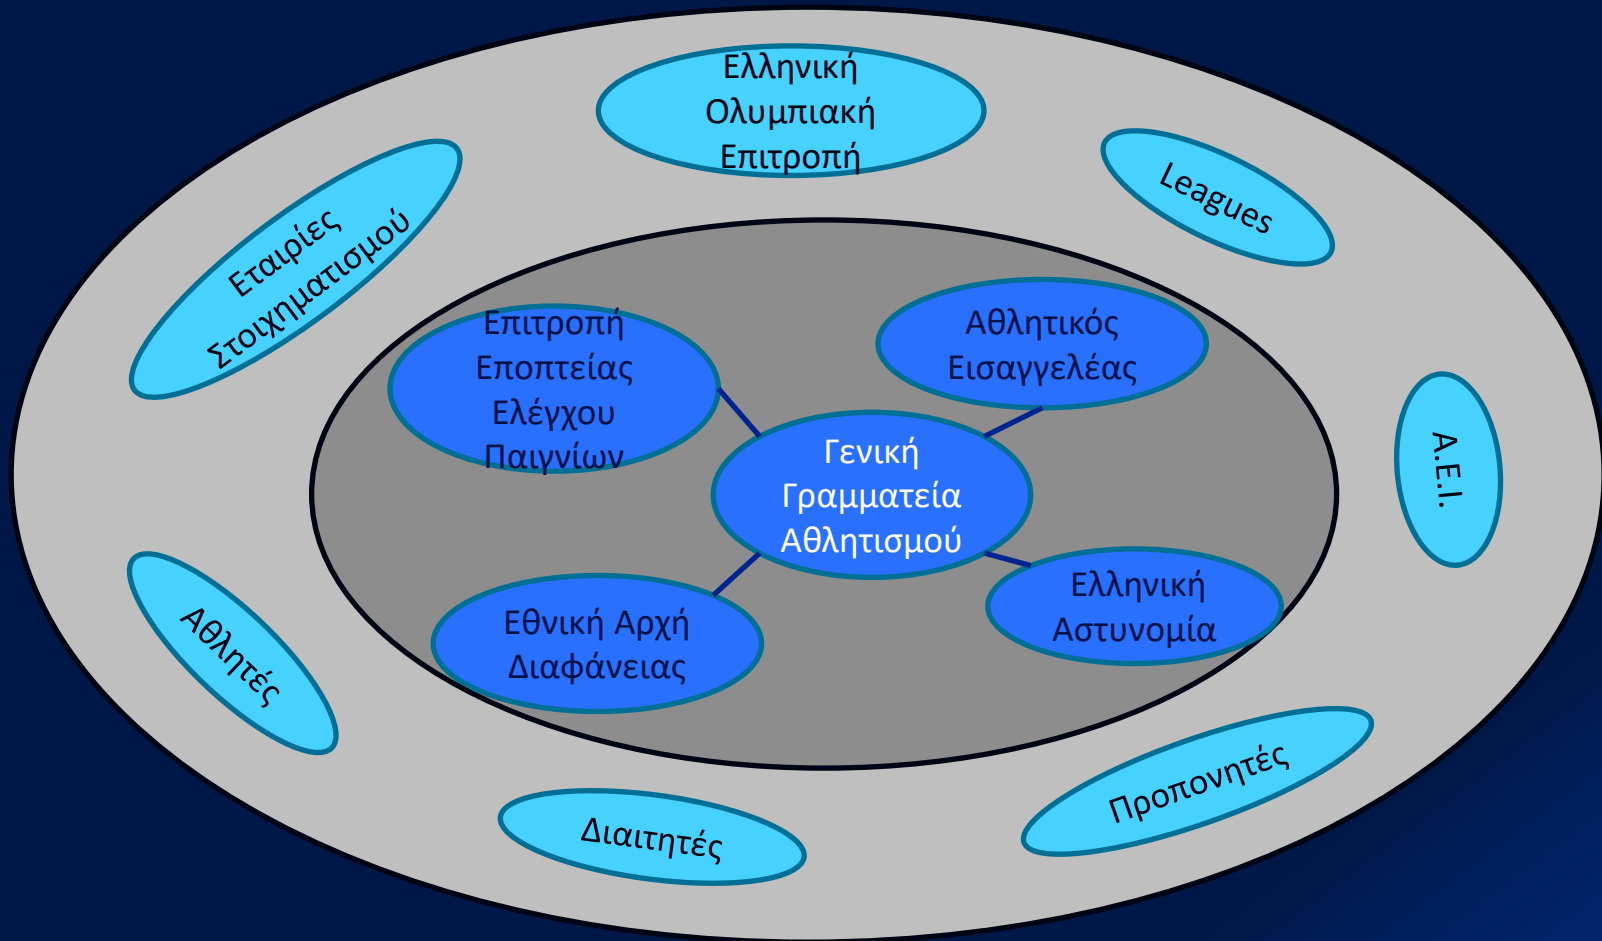 Ελληνική
Ολυμπιακή
Επιτροπή
Leagues
Εταιρίες
Στοιχηματισμού
Επιτροπή
Εποπτείας
Ελέγχου
Παιγνίων
Αθλητικός
Εισαγγελέας
Γενική
Γραμματεία
Αθλητισμού
Α.Ε.Ι.
Εθνική Αρχή
Διαφάνειας
Ελληνική
Αστυνομία
Αθλητές
Διαιτητές
Προπονητές